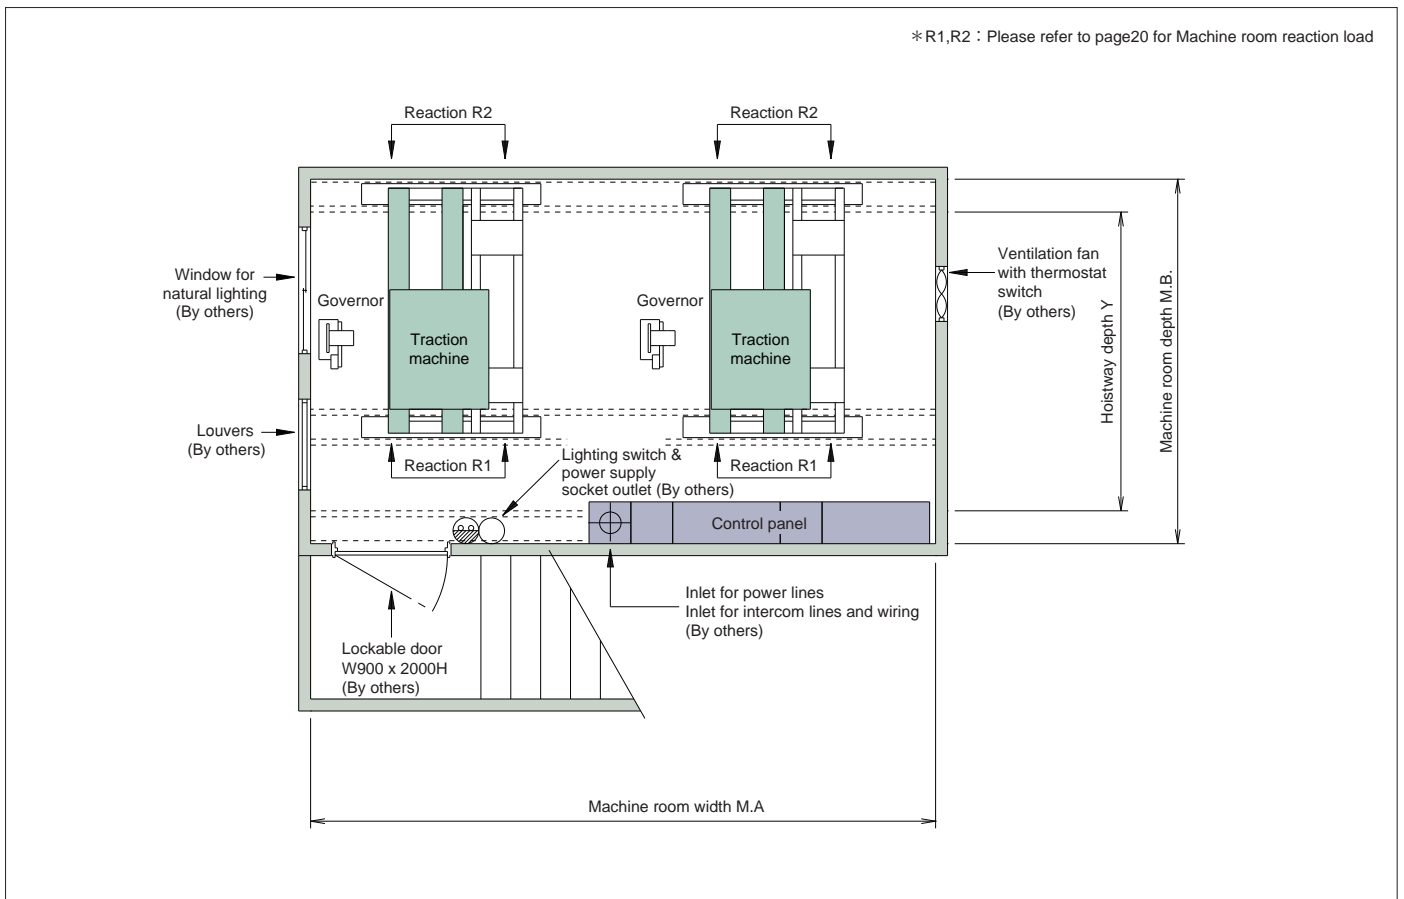 ＊R1,R2：Please refer to page20 for Machine room reaction load
Reaction R2
Reaction R2
Window for
natural lighting
(By others)
Governor
Traction
machine
Governor
Traction
machine
Ventilation fan
with thermostat
switch
(By others)
Hoistway depth Y
Machine room depth M.B.
Louvers
(By others)
Reaction R1
Lighting switch &
power supply
socket outlet (By others)
Reaction R1
Control panel
Inlet for power lines
Inlet for intercom lines and wiring
(By others)
Lockable door
W900 x 2000H
(By others)
Machine room width M.A